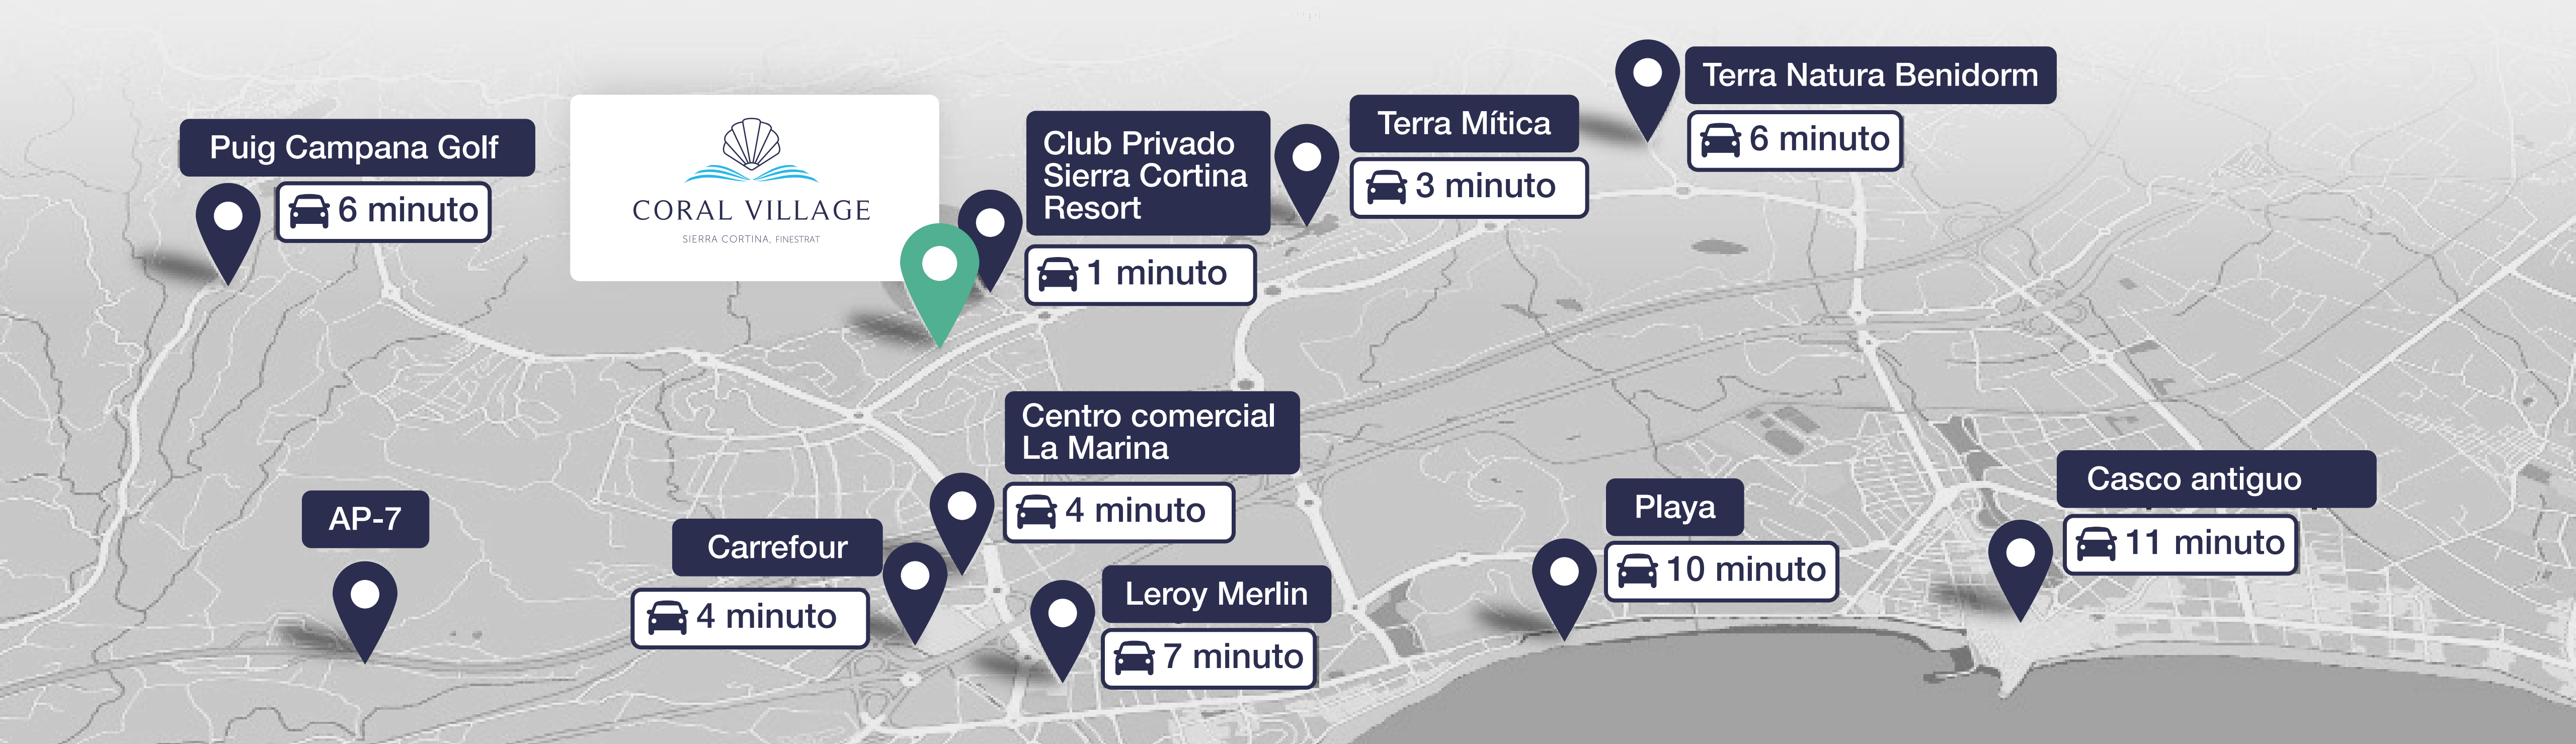 Terra Natura Benidorm
6 minuto
Puig Campana Golf
6 minuto
CORAL VILLAGE
SIERRA CORTINA, FINESTRAT
Club Privado
Sierra Cortina
Resort
1 minuto
Terra Mítica
3 minuto
Centro comercial
La Marina
4 minuto
AP-7
Carrefour
4 minuto
Leroy Merlin
7 minuto
Playa
10 minuto
Casco antiguo
11 minuto